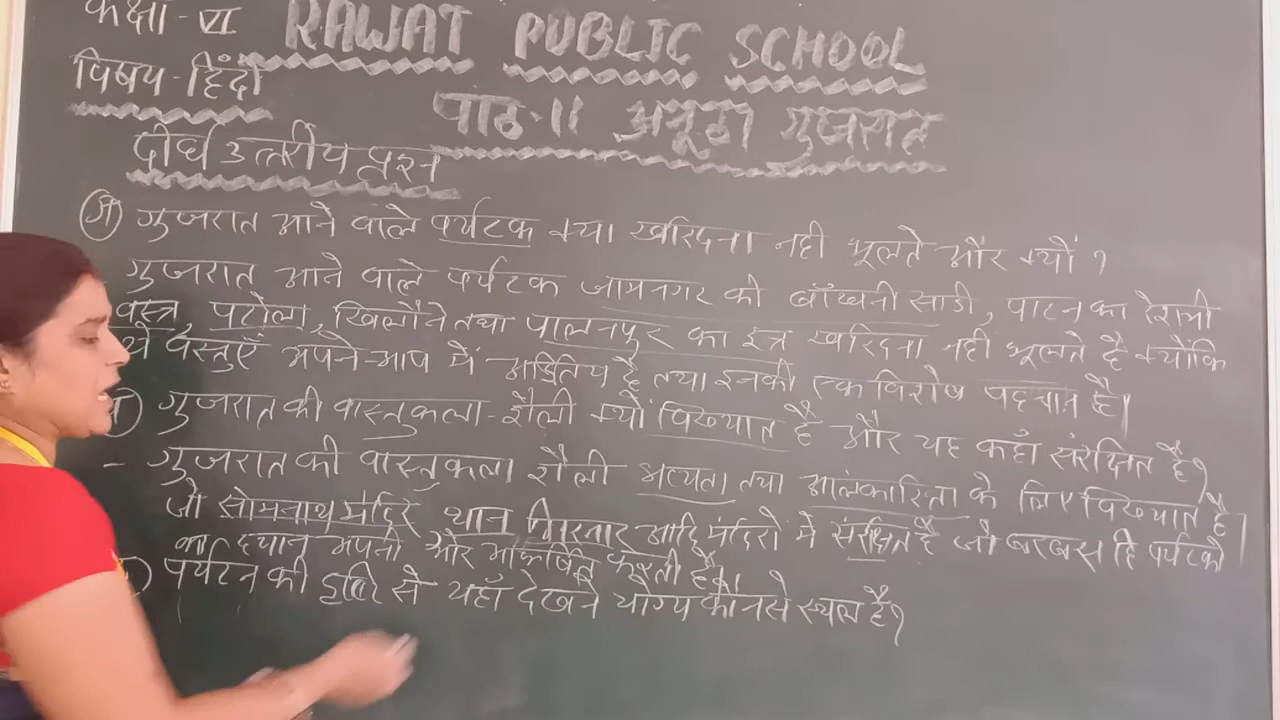 कक्षा - VI RAWAT PUBLIC SCHOOL
विषय - हिंदी
पाठ-11 अनूठा गुजरात
दीर्घ उत्तरीय प्रश्न
(अ) गुजरात आने वाले पर्यटक क्या खरिदना नही भूलते और क्यों ?
गुजरात आने वाले पर्यटक जामनगर की बाँधनी साडी, पाटन का रेशमी
वस्त्र, पटोला, खिलौने तथा पालनपुर का इत्र खरिदना नही भूलते है क्योंकि
ये वस्तुएँ अपने-आप में अद्वितिय है तथा इनकी एक विशेष पहचान है।
गुजरात की वास्तुकला-शैली क्यों विख्यात है और यह कहाँ संरक्षित है?
- गुजरात की वास्तुकला शैली भव्यता तथा आलंकारिता के लिए विख्यात है।
जो सोमनाथ मंदिर थान गिरनार आदि मंदिरो मे संरक्षित है जो बरबस हि पर्यटको
का ध्यान अपनी और आकर्षित करती है।
पर्यटन की दृष्टि से यहाँ देखने योग्य कौनसे स्थल है?